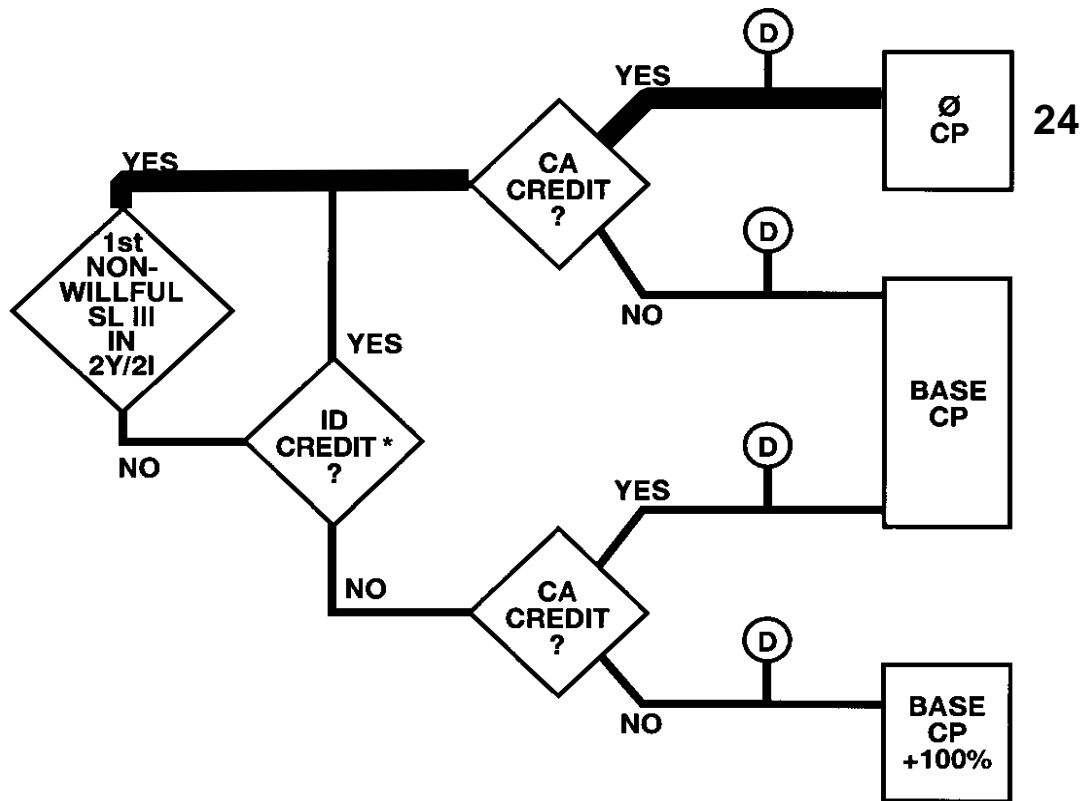 D
YES
Ø
CP
24
YES
CA
CREDIT
?
1st
NON-
WILLFUL
SL III
IN
2Y/2I
D
NO
YES
BASE
CP
ID
CREDIT *
?
NO
D
YES
NO
CA
CREDIT
?
D
NO
BASE
CP
+100%